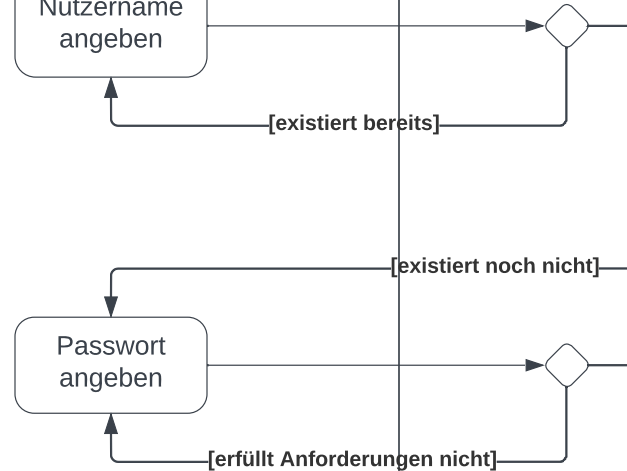 Nutzername
angeben
[existiert bereits]
[existiert noch nicht]
Passwort
angeben
[erfüllt Anforderungen nicht]